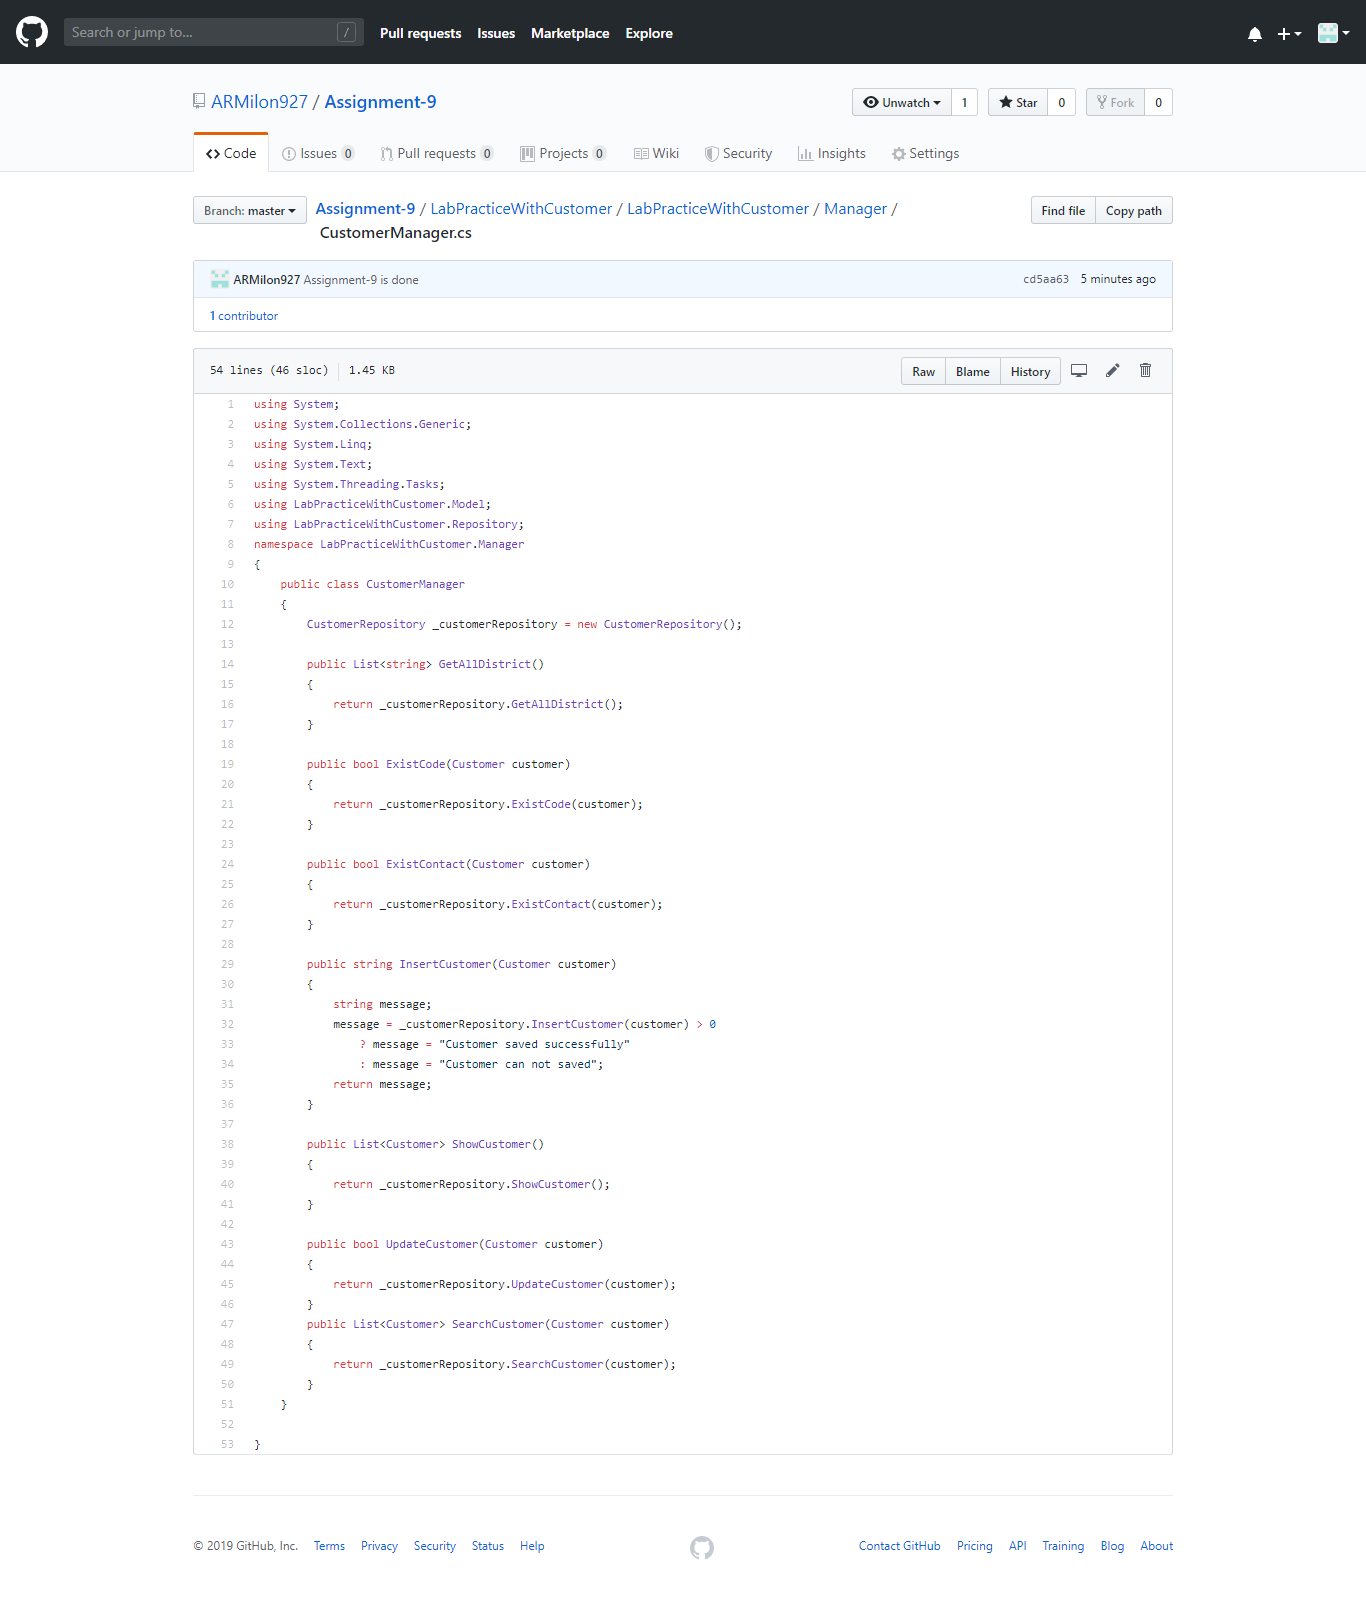 Search or jump to... /
Pull requests Issues Marketplace Explore
ARMilon927 / Assignment-9
Unwatch 1 Star 0 Fork 0
Code Issues 0 Pull requests 0 Projects 0 Wiki Security Insights Settings
Branch: master Assignment-9 / LabPracticeWithCustomer / LabPracticeWithCustomer / Manager /
CustomerManager.cs
Find file Copy path
ARMilon927 Assignment-9 is done cd5aa63 5 minutes ago
1 contributor
54 lines (46 sloc) 1.45 KB Raw Blame History
1 using System;
2 using System.Collections.Generic;
3 using System.Linq;
4 using System.Text;
5 using System.Threading.Tasks;
6 using LabPracticeWithCustomer.Model;
7 using LabPracticeWithCustomer.Repository;
8 namespace LabPracticeWithCustomer.Manager
9 {
10     public class CustomerManager
11     {
12         CustomerRepository _customerRepository = new CustomerRepository();
13
14         public List<string> GetAllDistrict()
15         {
16             return _customerRepository.GetAllDistrict();
17         }
18
19         public bool ExistCode(Customer customer)
20         {
21             return _customerRepository.ExistCode(customer);
22         }
23
24         public bool ExistContact(Customer customer)
25         {
26             return _customerRepository.ExistContact(customer);
27         }
28
29         public string InsertCustomer(Customer customer)
30         {
31             string message;
32             message = _customerRepository.InsertCustomer(customer) > 0
33                 ? message = "Customer saved successfully"
34                 : message = "Customer can not saved";
35             return message;
36         }
37
38         public List<Customer> ShowCustomer()
39         {
40             return _customerRepository.ShowCustomer();
41         }
42
43         public bool UpdateCustomer(Customer customer)
44         {
45             return _customerRepository.UpdateCustomer(customer);
46         }
47         public List<Customer> SearchCustomer(Customer customer)
48         {
49             return _customerRepository.SearchCustomer(customer);
50         }
51     }
52
53 }
© 2019 GitHub, Inc. Terms Privacy Security Status Help Contact GitHub Pricing API Training Blog About